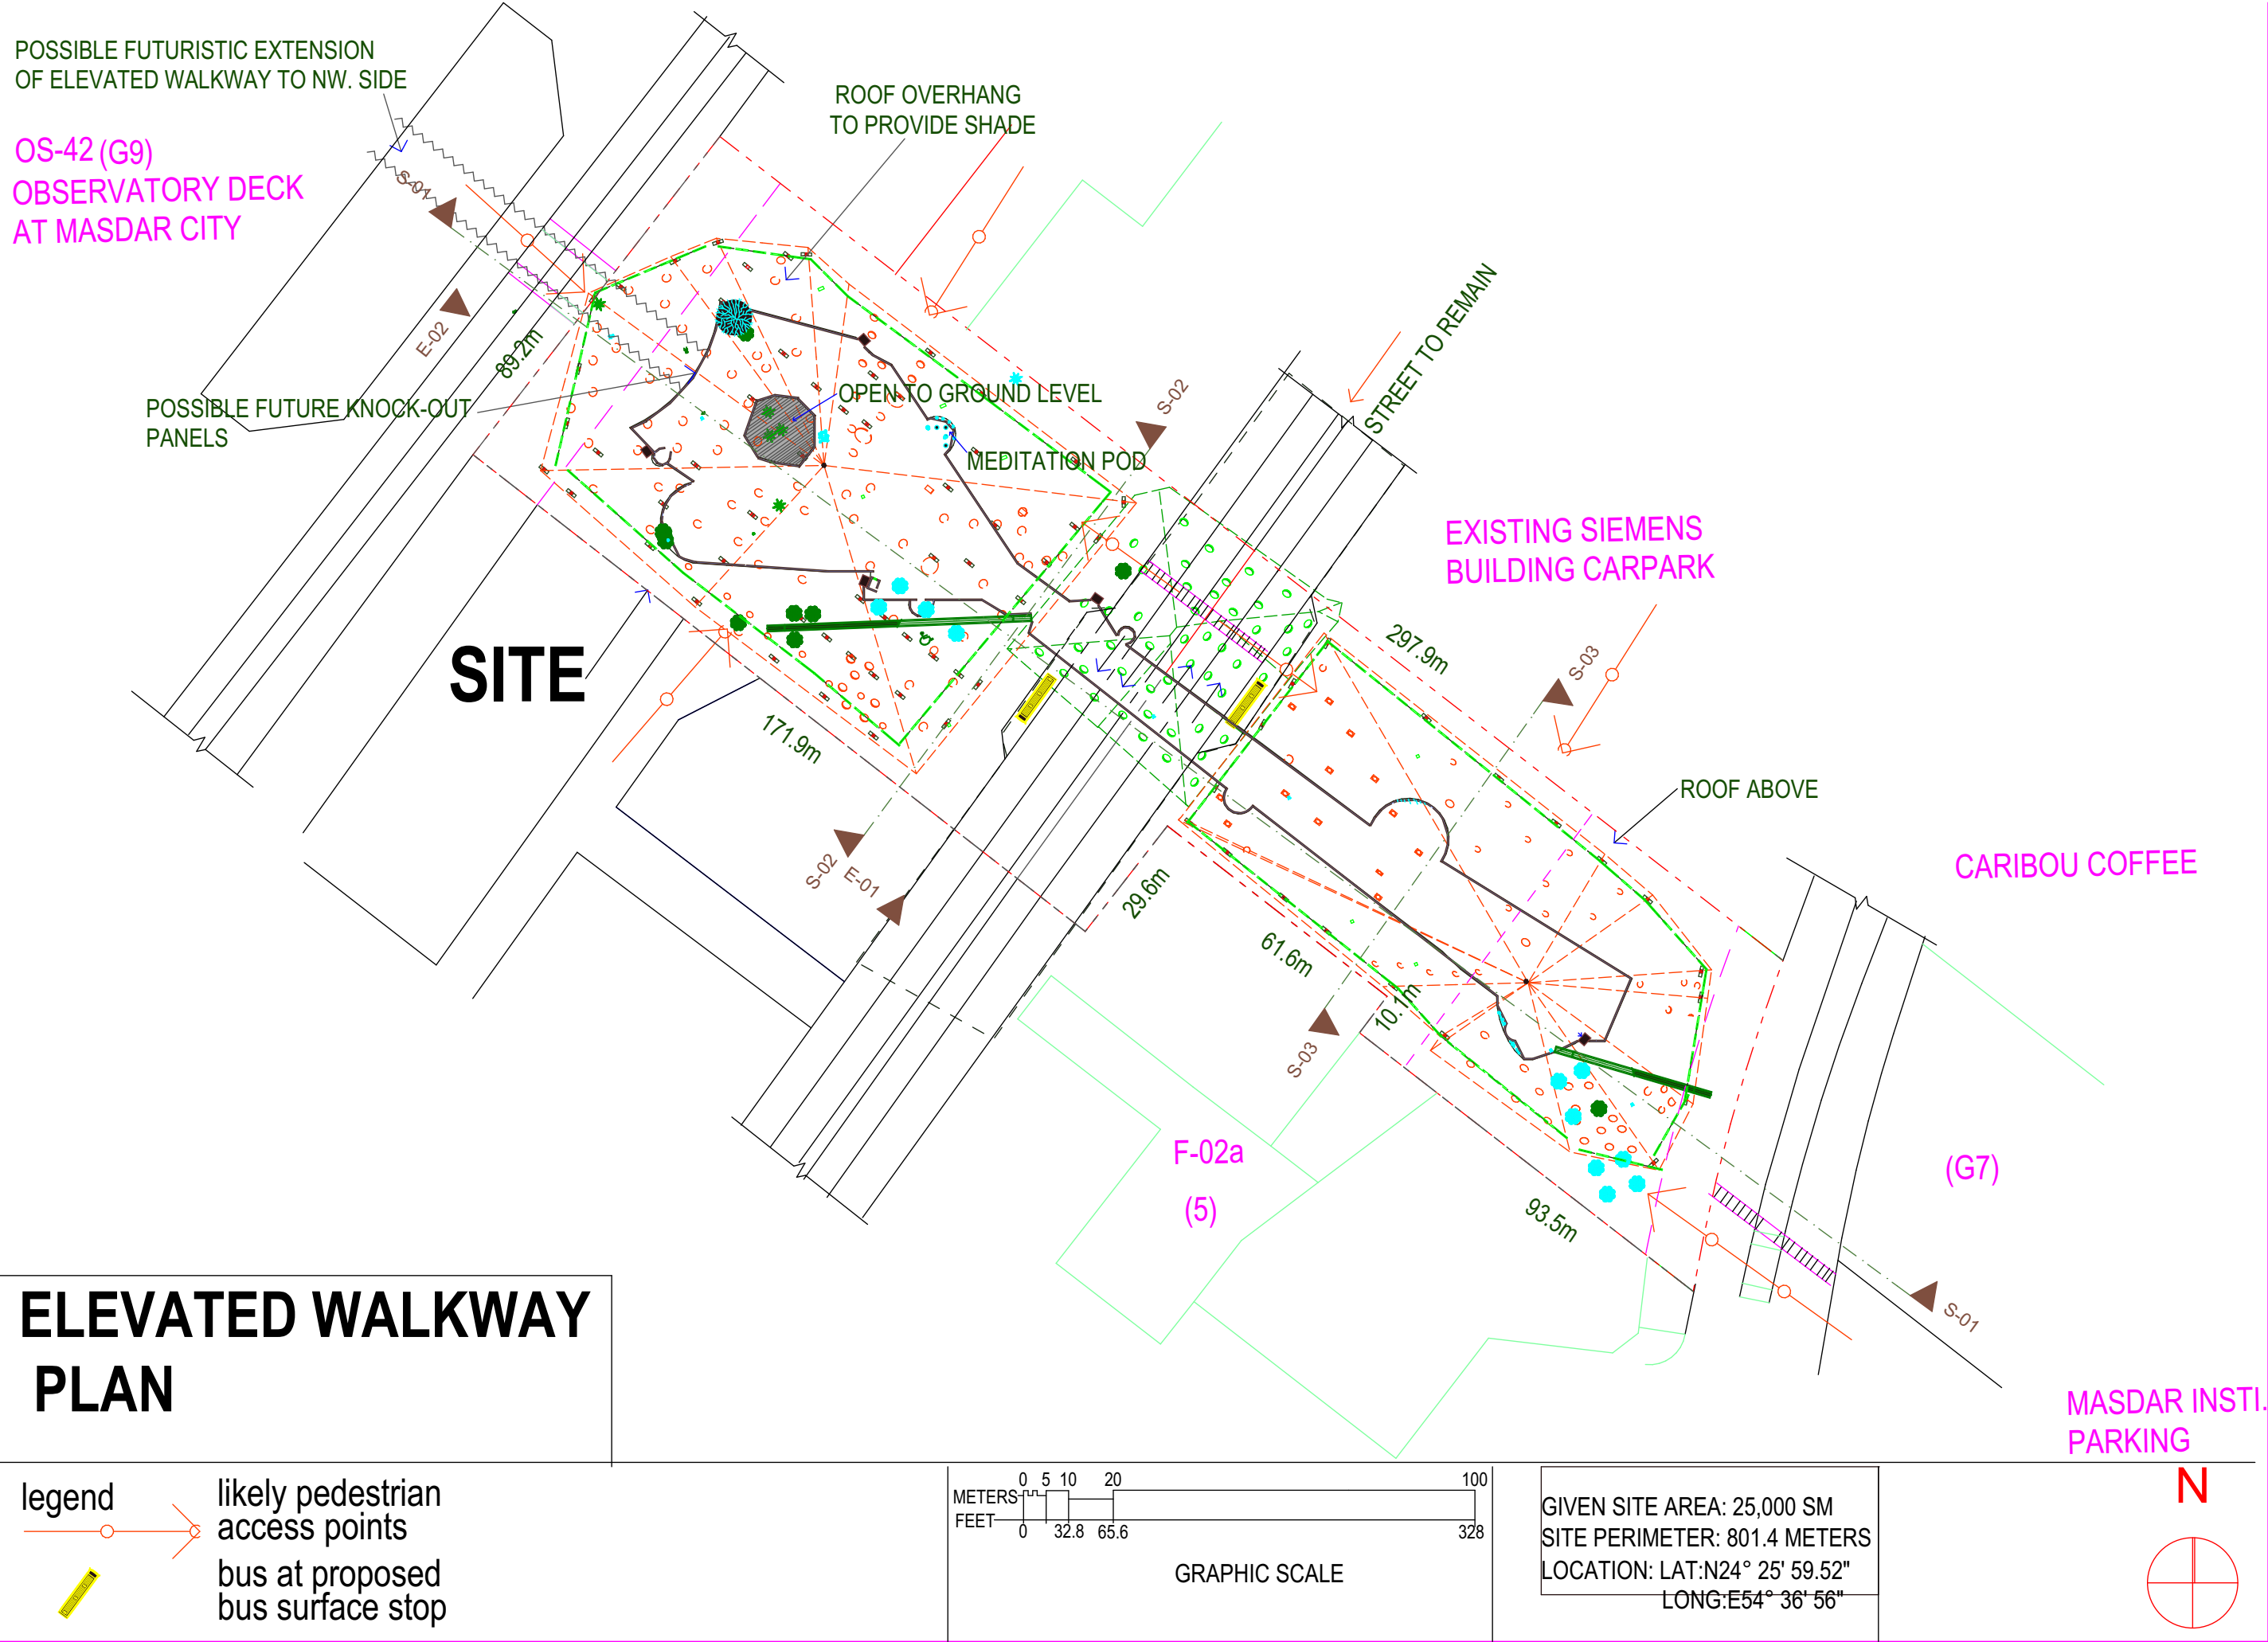 POSSIBLE FUTURISTIC EXTENSION
OF ELEVATED WALKWAY TO NW. SIDE
OS-42 (G9)
OBSERVATORY DECK
AT MASDAR CITY
ROOF OVERHANG
TO PROVIDE SHADE
S-01
E-02
89.2m
POSSIBLE FUTURE KNOCK-OUT
PANELS
OPEN TO GROUND LEVEL
MEDITATION POD
S-02
STREET TO REMAIN
EXISTING SIEMENS
BUILDING CARPARK
SITE
171.9m
297.9m
S-03
ROOF ABOVE
CARIBOU COFFEE
S-02
E-01
29.6m
61.6m
10.1m
S-03
F-02a
(5)
93.5m
(G7)
S-01
MASDAR INSTI.
PARKING
ELEVATED WALKWAY
PLAN
legend
likely pedestrian
access points
bus at proposed
bus surface stop
0 5 10 20 100
METERS
FEET
0 32.8 65.6 328
GRAPHIC SCALE
GIVEN SITE AREA: 25,000 SM
SITE PERIMETER: 801.4 METERS
LOCATION: LAT:N24° 25' 59.52"
LONG:E54° 36' 56"
N